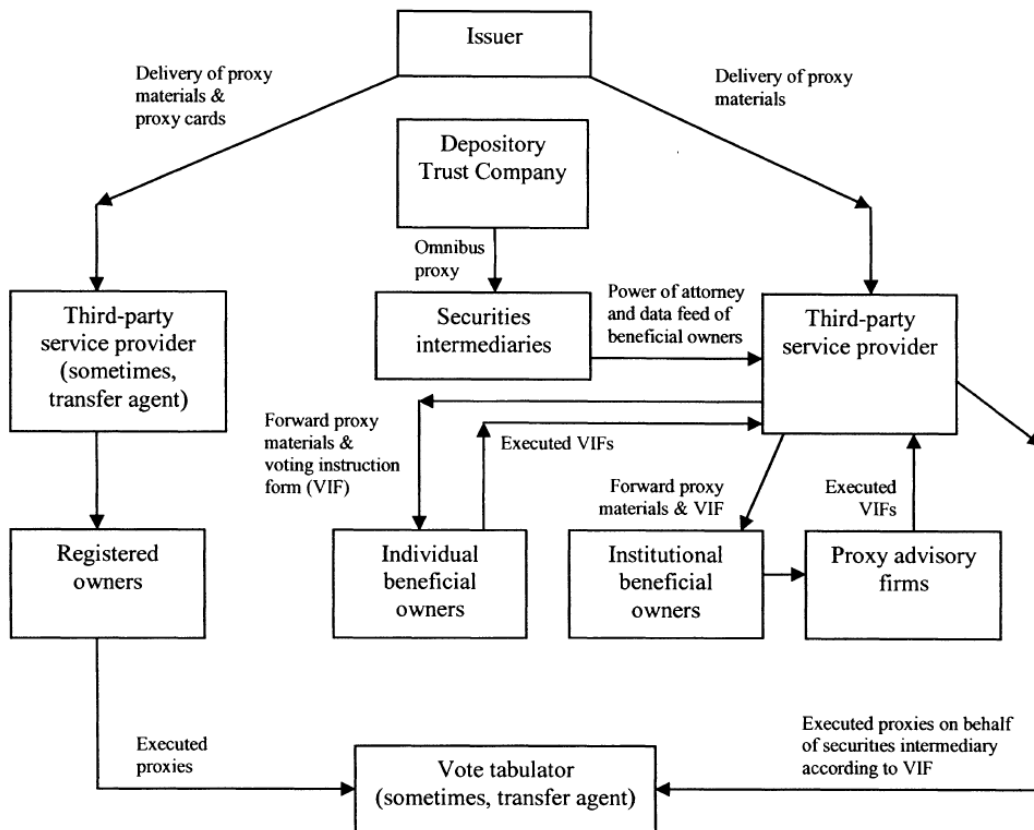 Issuer
Delivery of proxy
materials &
proxy cards
Delivery of proxy
materials
Depository
Trust Company
Omnibus
proxy
Third-party
service provider
(sometimes,
transfer agent)
Securities
intermediaries
Power of attorney
and data feed of
beneficial owners
Third-party
service provider
Forward proxy
materials &
voting instruction
form (VIF)
Executed VIFs
Forward proxy
materials & VIF
Executed
VIFs
Registered
owners
Individual
beneficial
owners
Institutional
beneficial
owners
Proxy advisory
firms
Executed
proxies
Vote tabulator
(sometimes, transfer agent)
Executed proxies on behalf
of securities intermediary
according to VIF